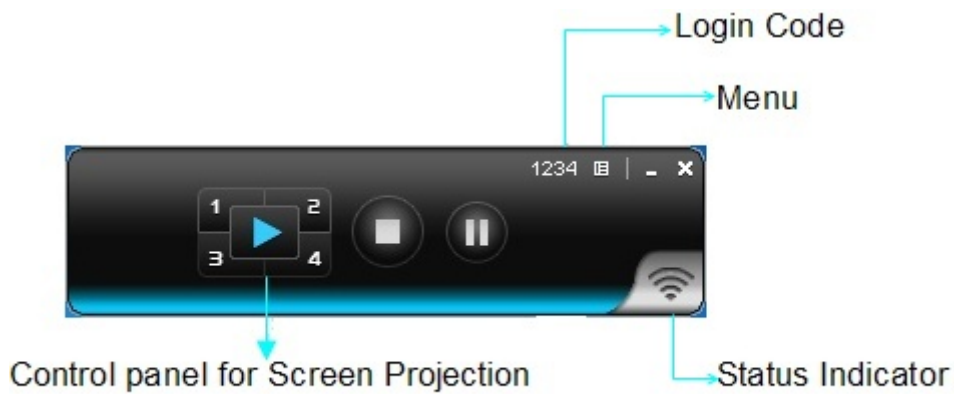 Login Code
Menu
1234
1 2
3 4
Control panel for Screen Projection
Status Indicator